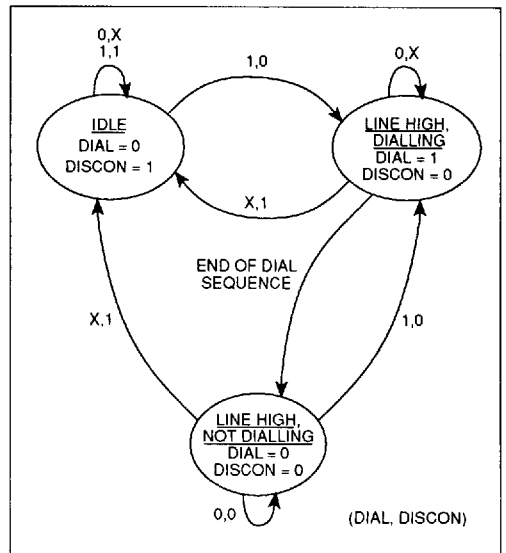 0,X
1,1
1,0
0,X
IDLE
DIAL = 0
DISCON = 1
LINE HIGH,
DIALLING
DIAL = 1
DISCON = 0
X,1
END OF DIAL
SEQUENCE
X,1
1,0
LINE HIGH,
NOT DIALLING
DIAL = 0
DISCON = 0
0,0
(DIAL, DISCON)